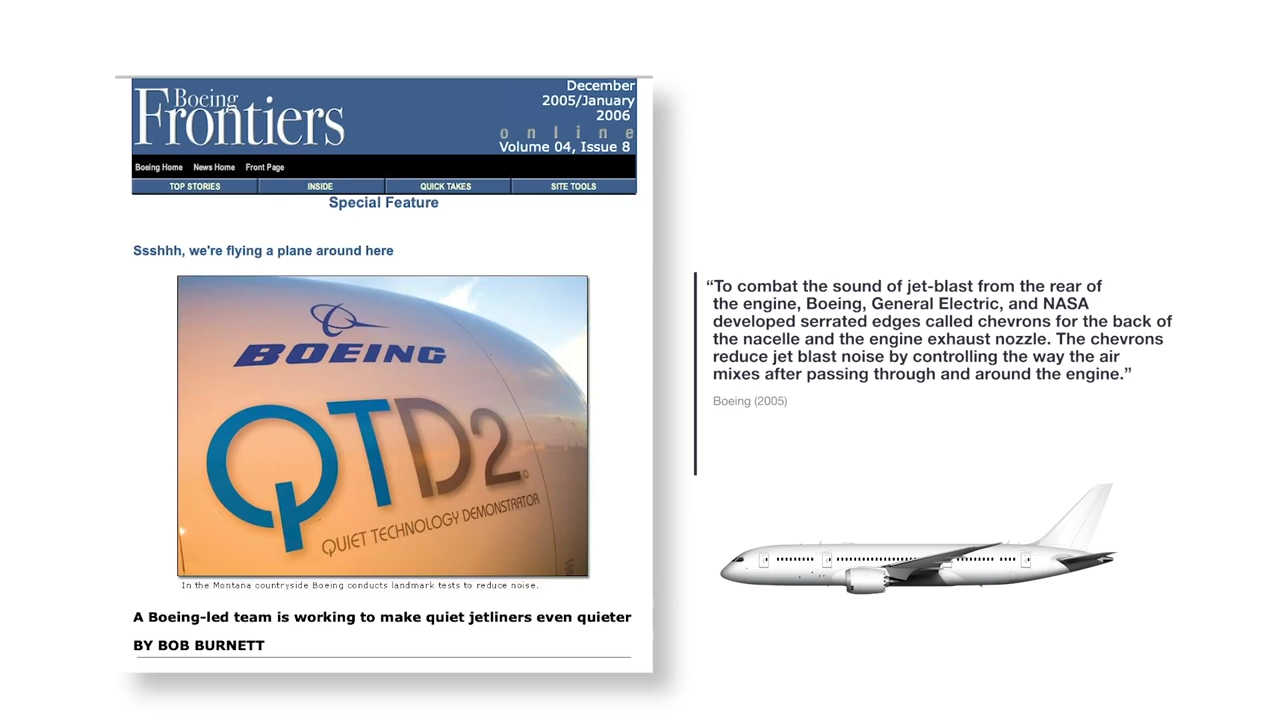 Boeing
Frontiers
December
2005/January
2006
online
Volume 04, Issue 8
Boeing Home News Home Front Page
TOP STORIES INSIDE QUICK TAKES SITE TOOLS
Special Feature
Ssshhh, we're flying a plane around here
BOEING
QTD2
QUIET TECHNOLOGY DEMONSTRATOR
In the Montana countryside Boeing conducts landmark tests to reduce noise.
A Boeing-led team is working to make quiet jetliners even quieter
BY BOB BURNETT
“To combat the sound of jet-blast from the rear of
the engine, Boeing, General Electric, and NASA
developed serrated edges called chevrons for the back of
the nacelle and the engine exhaust nozzle. The chevrons
reduce jet blast noise by controlling the way the air
mixes after passing through and around the engine.”
Boeing (2005)